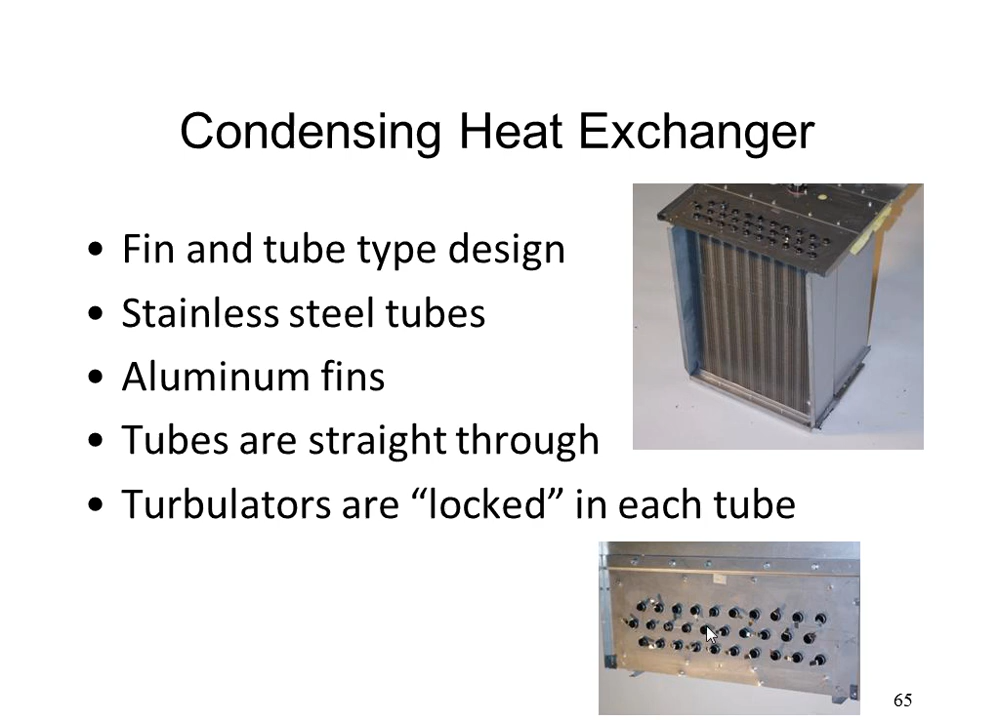 Condensing Heat Exchanger
• Fin and tube type design
• Stainless steel tubes
• Aluminum fins
• Tubes are straight through
• Turbulators are “locked” in each tube
65